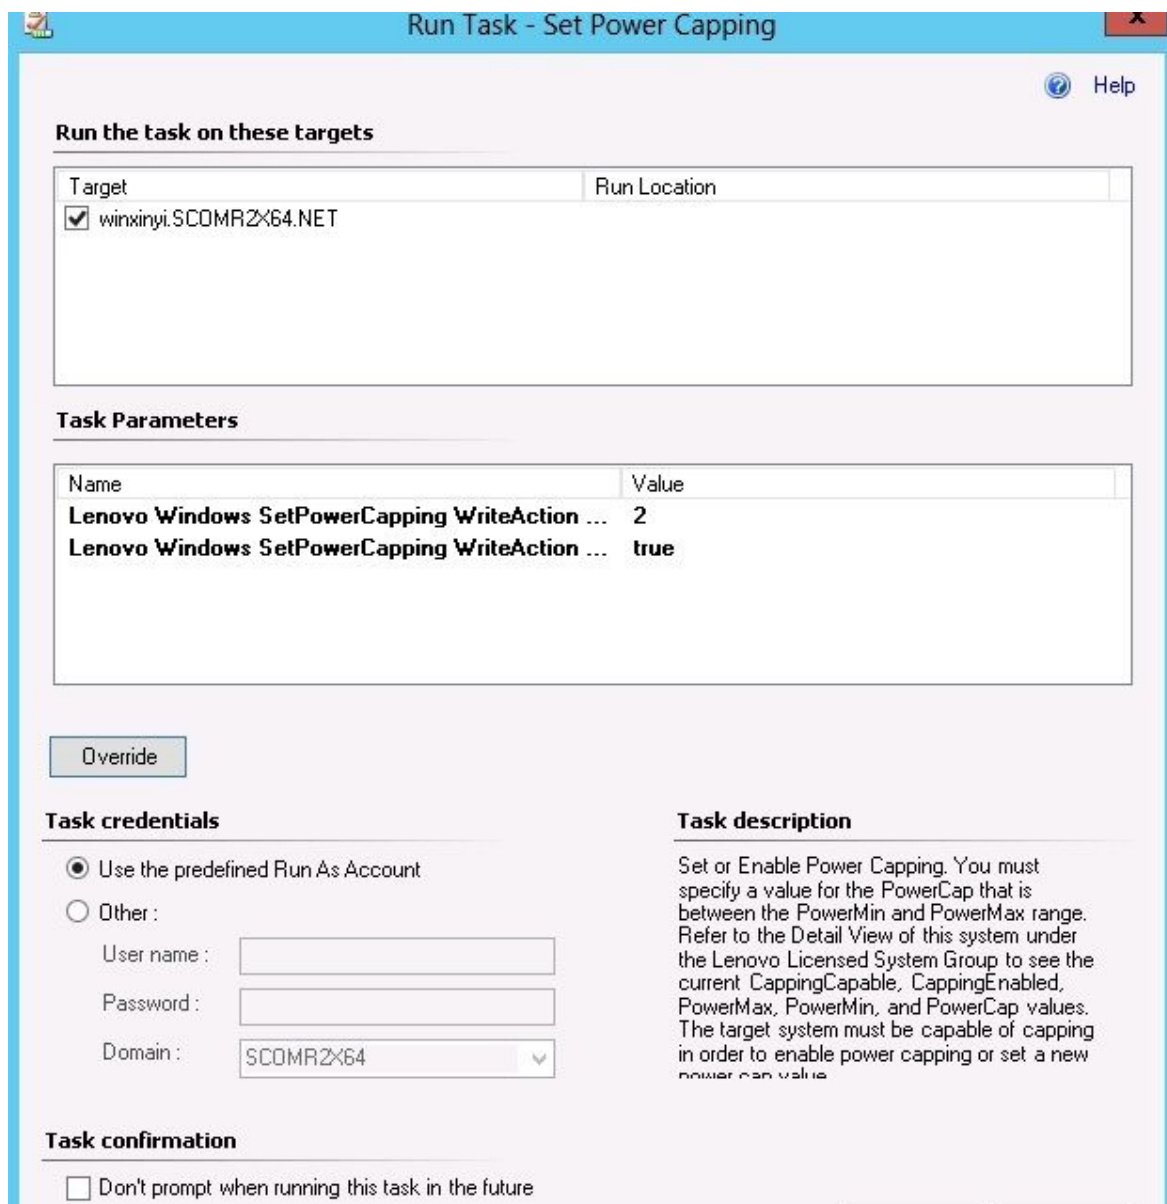 Run Task - Set Power Capping
x
Help
Run the task on these targets
Target Run Location
winxinyi.SCOMR2X64.NET
Task Parameters
Name Value
Lenovo Windows SetPowerCapping WriteAction ... 2
Lenovo Windows SetPowerCapping WriteAction ... true
Override
Task credentials
Use the predefined Run As Account
Other :
User name :
Password :
Domain : SCOMR2X64
Task description
Set or Enable Power Capping. You must
specify a value for the PowerCap that is
between the PowerMin and PowerMax range.
Refer to the Detail View of this system under
the Lenovo Licensed System Group to see the
current CappingCapable, CappingEnabled,
PowerMax, PowerMin, and PowerCap values.
The target system must be capable of capping
in order to enable power capping or set a new
power cap value
Task confirmation
Don't prompt when running this task in the future